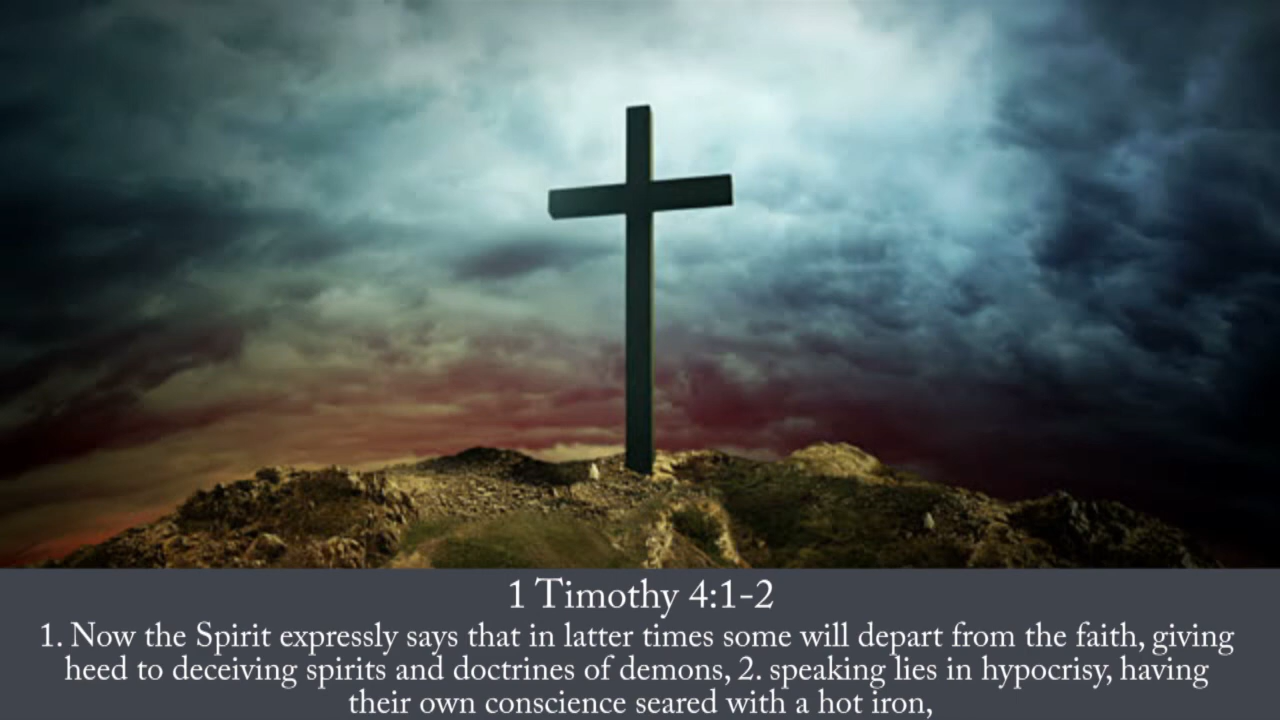 1 Timothy 4:1-2
1. Now the Spirit expressly says that in latter times some will depart from the faith, giving
heed to deceiving spirits and doctrines of demons, 2. speaking lies in hypocrisy, having
their own conscience seared with a hot iron,